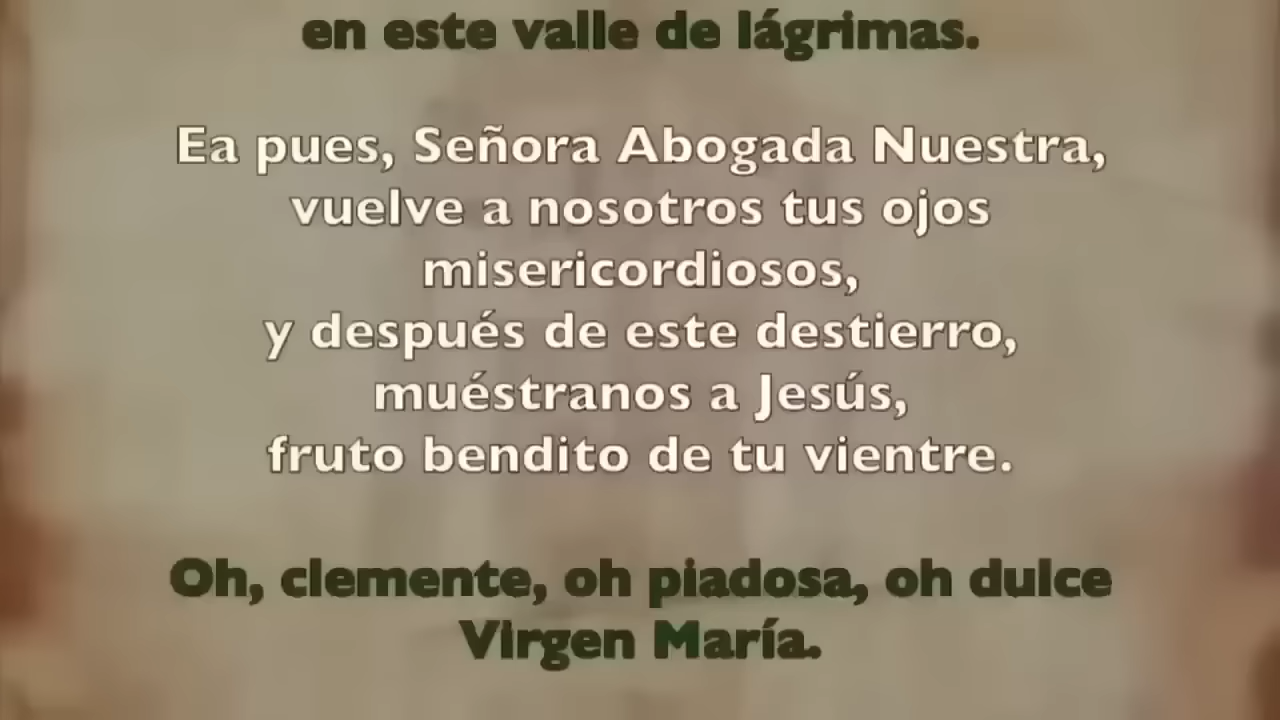 en este valle de lágrimas.
Ea pues, Señora Abogada Nuestra,
vuelve a nosotros tus ojos
misericordiosos,
y después de este destierro,
muéstranos a Jesús,
fruto bendito de tu vientre.
Oh, clemente, oh piadosa, oh dulce
Virgen María.